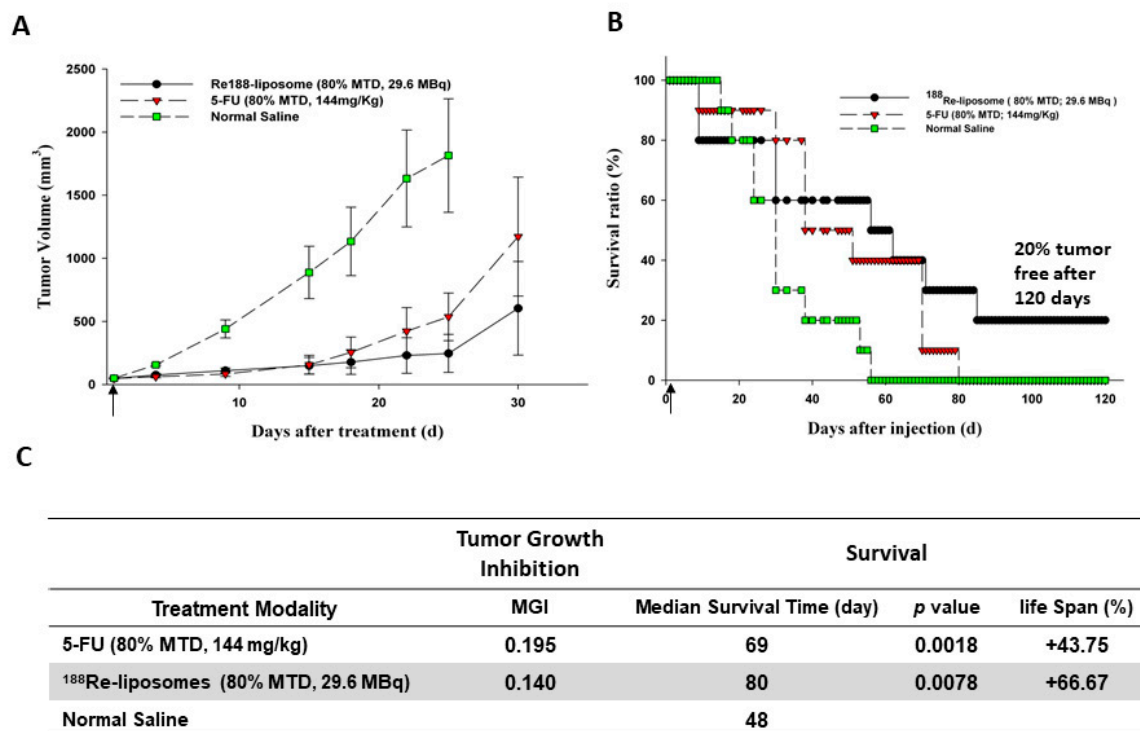 A
2500
2000
1500
1000
500
0
Tumor Volume (mm³)
Re188-liposome (80% MTD, 29.6 MBq)
5-FU (80% MTD, 144mg/Kg)
Normal Saline
10
20
30
Days after treatment (d)
B
100
80
60
40
20
0
Survival ratio (%)
¹⁸⁸Re-liposome ( 80% MTD; 29.6 MBq )
5-FU (80% MTD; 144mg/Kg)
Normal Saline
20% tumor
free after
120 days
0
20
40
60
80
100
120
Days after injection (d)
C
Tumor Growth
Inhibition
Survival
Treatment Modality MGI Median Survival Time (day) p value life Span (%)
5-FU (80% MTD, 144 mg/kg) 0.195 69 0.0018 +43.75
¹⁸⁸Re-liposomes (80% MTD, 29.6 MBq) 0.140 80 0.0078 +66.67
Normal Saline 48